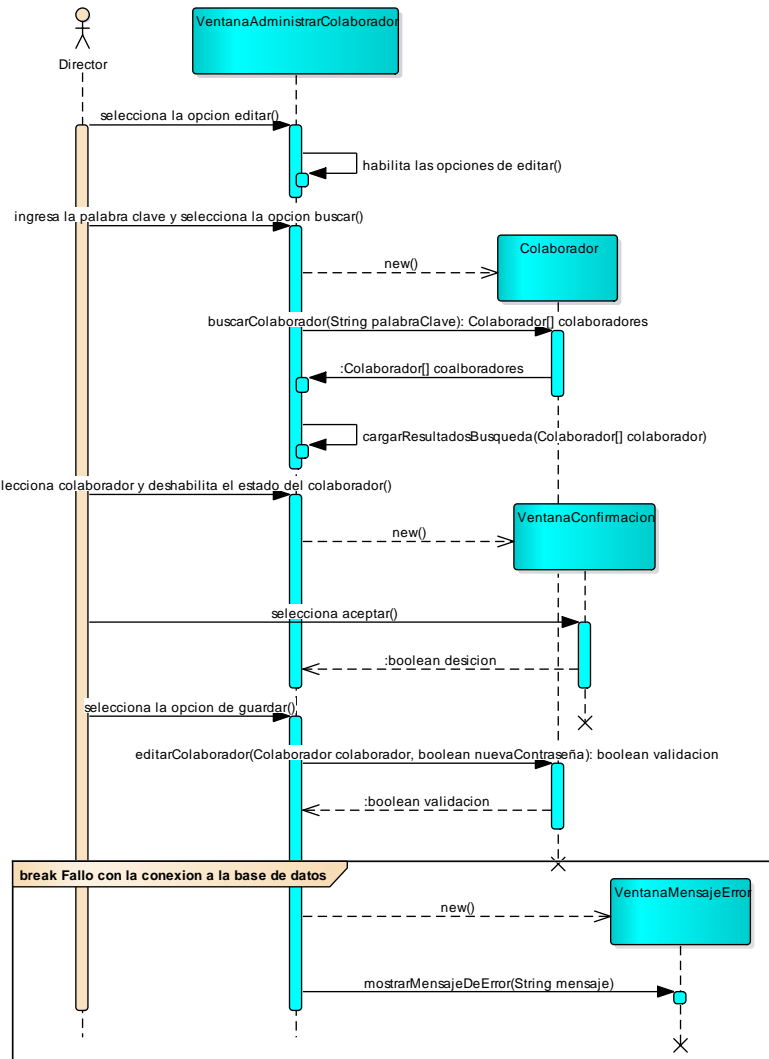 VentanaAdministrarColaborador
Director
selecciona la opcion editar()
habilita las opciones de editar()
ingresa la palabra clave y selecciona la opcion buscar()
Colaborador
new()
buscarColaborador(String palabraClave): Colaborador[] colaboradores
:Colaborador[] coalboradores
cargarResultadosBusqueda(Colaborador[] colaborador)
lecciona colaborador y deshabilita el estado del colaborador()
VentanaConfirmacion
new()
selecciona aceptar()
:boolean desicion
selecciona la opcion de guardar()
editarColaborador(Colaborador colaborador, boolean nuevaContraseña): boolean validacion
:boolean validacion
break Fallo con la conexion a la base de datos
VentanaMensajeError
new()
mostrarMensajeDeError(String mensaje)